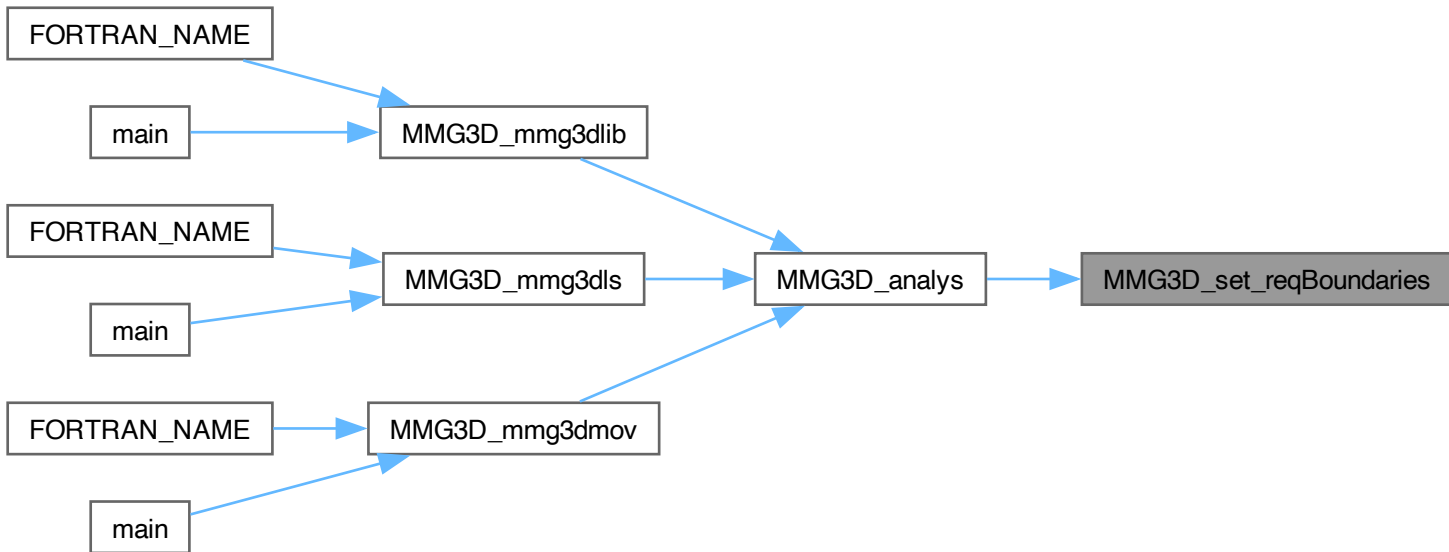 FORTRAN_NAME
main
MMG3D_mmg3dlib
FORTRAN_NAME
main
MMG3D_mmg3dls
MMG3D_analys
MMG3D_set_reqBoundaries
FORTRAN_NAME
main
MMG3D_mmg3dmov